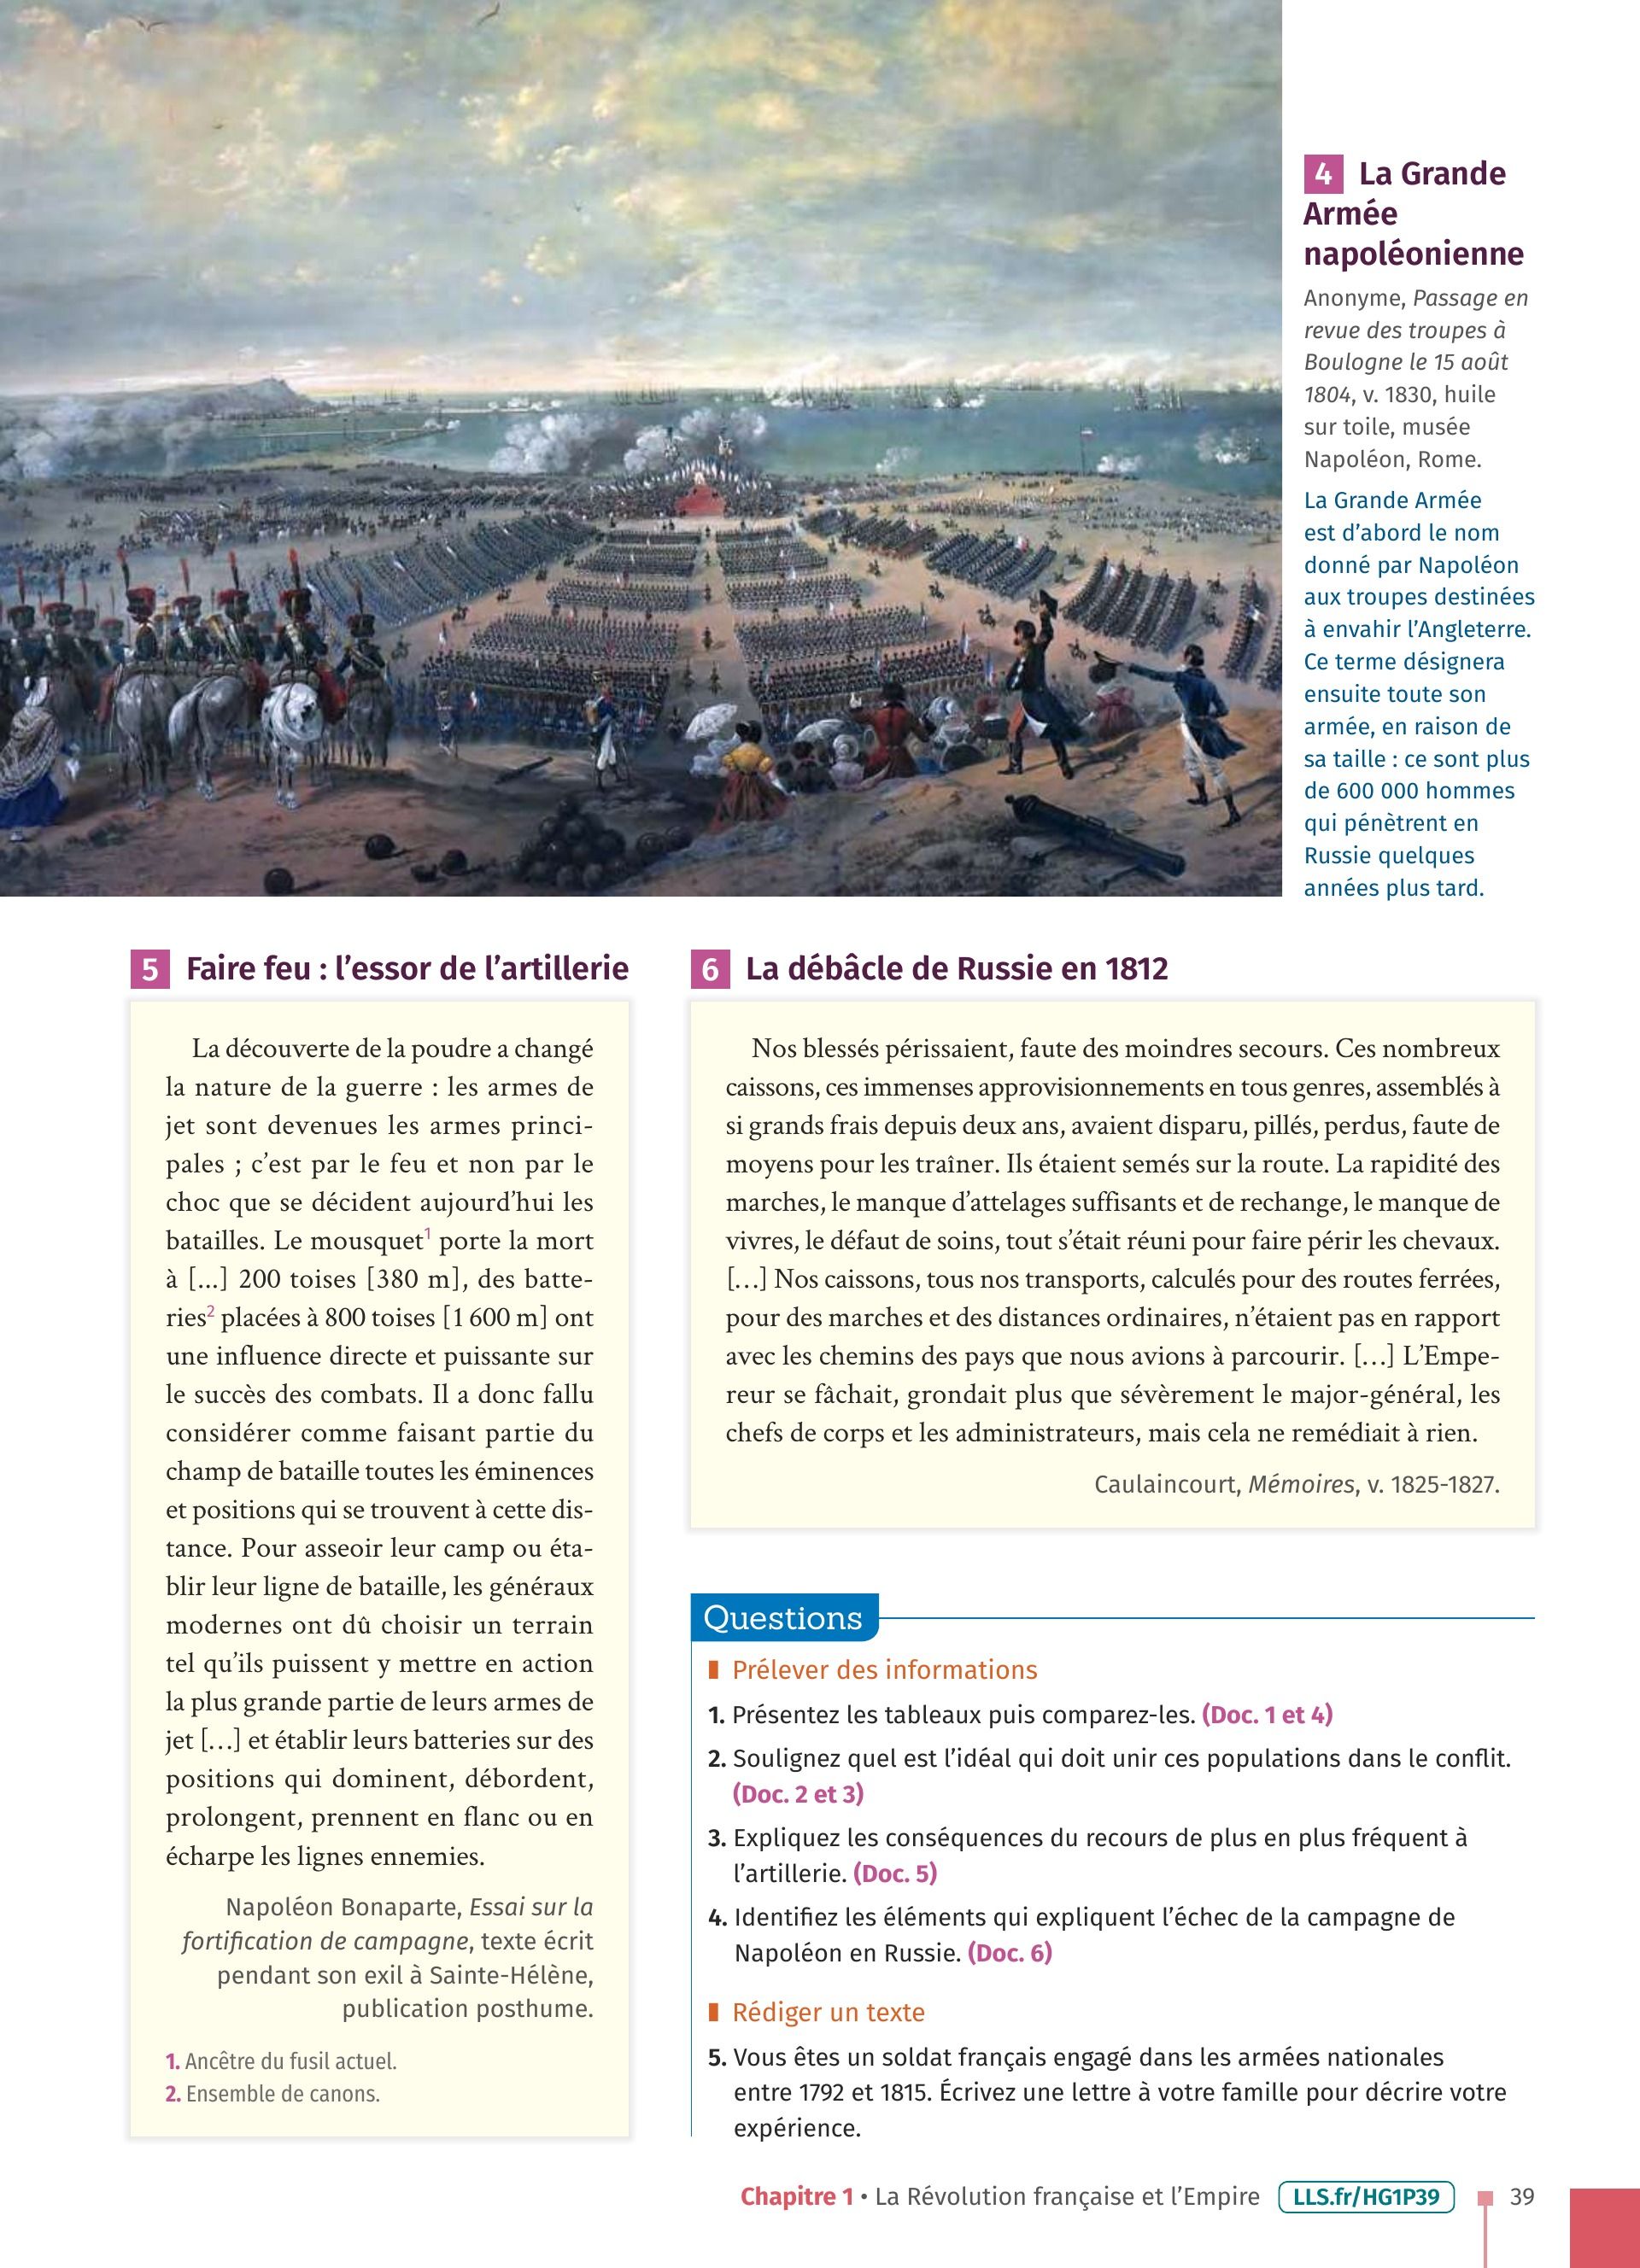 4 La Grande
Armée
napoléonienne
Anonyme, Passage en
revue des troupes à
Boulogne le 15 août
1804, v. 1830, huile
sur toile, musée
Napoléon, Rome.
La Grande Armée
est d’abord le nom
donné par Napoléon
aux troupes destinées
à envahir l’Angleterre.
Ce terme désignera
ensuite toute son
armée, en raison de
sa taille : ce sont plus
de 600 000 hommes
qui pénètrent en
Russie quelques
années plus tard.
5 Faire feu : l’essor de l’artillerie
La découverte de la poudre a changé
la nature de la guerre : les armes de
jet sont devenues les armes princi-
pales ; c’est par le feu et non par le
choc que se décident aujourd’hui les
batailles. Le mousquet1 porte la mort
à [...] 200 toises [380 m], des batte-
ries2 placées à 800 toises [1 600 m] ont
une influence directe et puissante sur
le succès des combats. Il a donc fallu
considérer comme faisant partie du
champ de bataille toutes les éminences
et positions qui se trouvent à cette dis-
tance. Pour asseoir leur camp ou éta-
blir leur ligne de bataille, les généraux
modernes ont dû choisir un terrain
tel qu’ils puissent y mettre en action
la plus grande partie de leurs armes de
jet […] et établir leurs batteries sur des
positions qui dominent, débordent,
prolongent, prennent en flanc ou en
écharpe les lignes ennemies.
Napoléon Bonaparte, Essai sur la
fortification de campagne, texte écrit
pendant son exil à Sainte-Hélène,
publication posthume.
1. Ancêtre du fusil actuel.
2. Ensemble de canons.
6 La débâcle de Russie en 1812
Nos blessés périssaient, faute des moindres secours. Ces nombreux
caissons, ces immenses approvisionnements en tous genres, assemblés à
si grands frais depuis deux ans, avaient disparu, pillés, perdus, faute de
moyens pour les traîner. Ils étaient semés sur la route. La rapidité des
marches, le manque d’attelages suffisants et de rechange, le manque de
vivres, le défaut de soins, tout s’était réuni pour faire périr les chevaux.
[…] Nos caissons, tous nos transports, calculés pour des routes ferrées,
pour des marches et des distances ordinaires, n’étaient pas en rapport
avec les chemins des pays que nous avions à parcourir. […] L’Empe-
reur se fâchait, grondait plus que sévèrement le major-général, les
chefs de corps et les administrateurs, mais cela ne remédiait à rien.
Caulaincourt, Mémoires, v. 1825-1827.
Questions
Prélever des informations
1. Présentez les tableaux puis comparez-les. (Doc. 1 et 4)
2. Soulignez quel est l’idéal qui doit unir ces populations dans le conflit.
(Doc. 2 et 3)
3. Expliquez les conséquences du recours de plus en plus fréquent à
l’artillerie. (Doc. 5)
4. Identifiez les éléments qui expliquent l’échec de la campagne de
Napoléon en Russie. (Doc. 6)
Rédiger un texte
5. Vous êtes un soldat français engagé dans les armées nationales
entre 1792 et 1815. Écrivez une lettre à votre famille pour décrire votre
expérience.
Chapitre 1 • La Révolution française et l’Empire LLS.fr/HG1P39 39